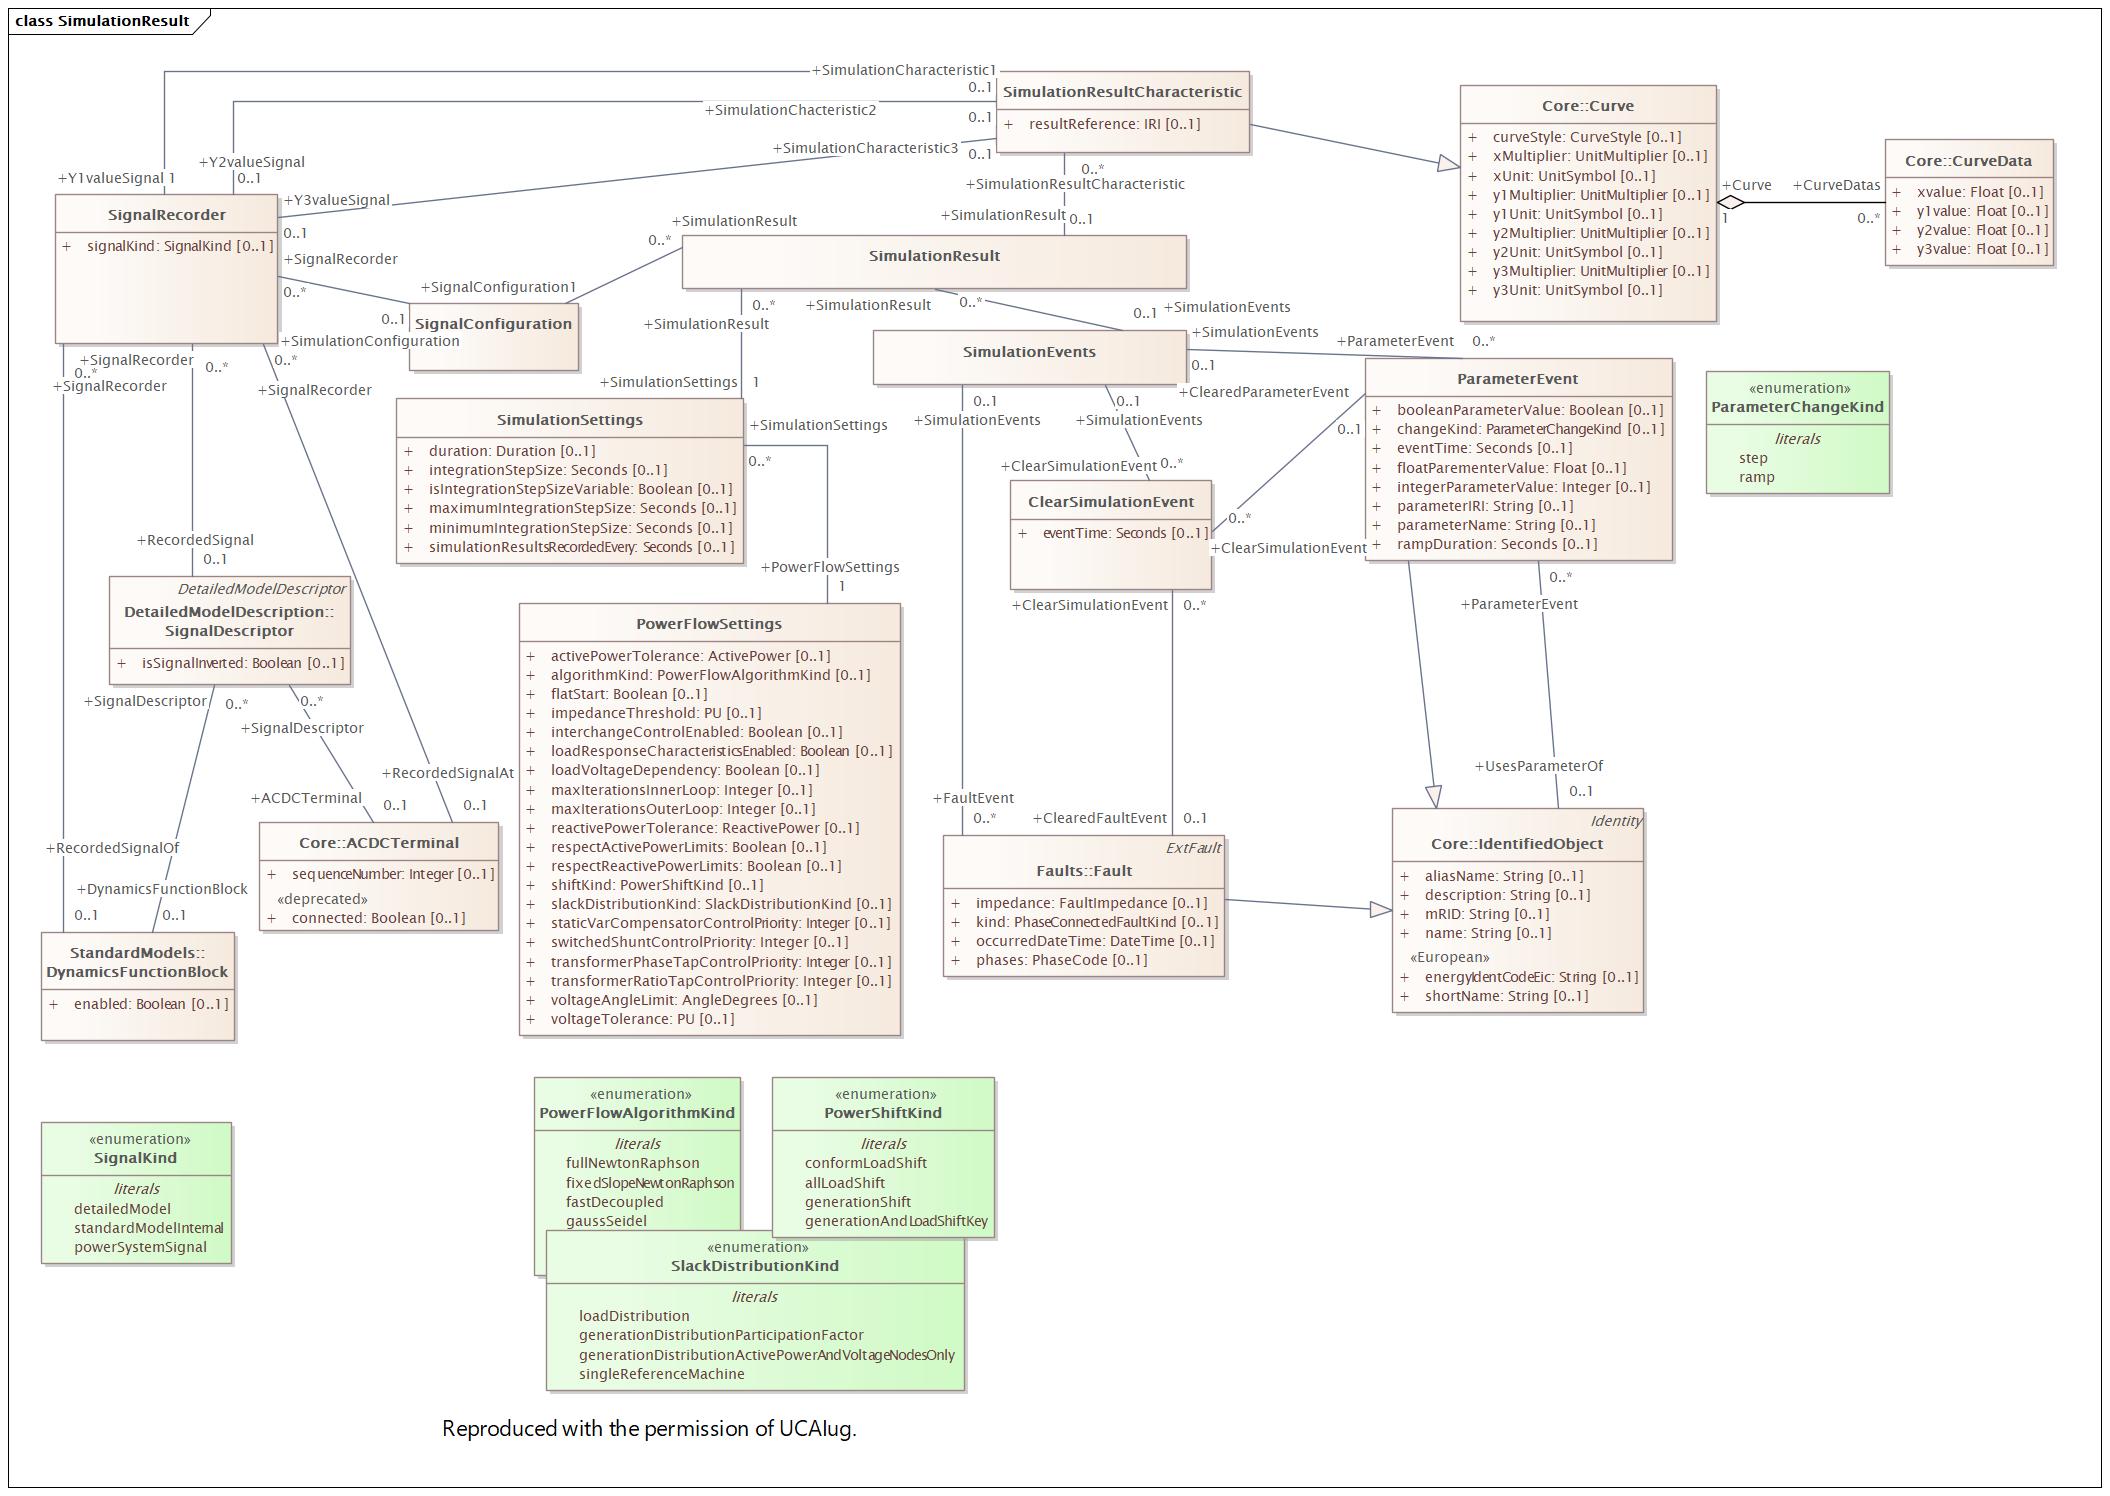 class SimulationResult
+SimulationCharacteristic1
0..1
+SimulationChacteristic2
0..1
+SimulationCharacteristic3
0..1
+Y1valueSignal 1
+Y2valueSignal
0..1
+Y3valueSignal
0..1
SimulationResultCharacteristic
+ resultReference: IRI [0..1]
0..*
+SimulationResultCharacteristic
+SimulationResult
0..1
Core::Curve
+ curveStyle: CurveStyle [0..1]
+ xMultiplier: UnitMultiplier [0..1]
+ xUnit: UnitSymbol [0..1]
+ y1Multiplier: UnitMultiplier [0..1]
+ y1Unit: UnitSymbol [0..1]
+ y2Multiplier: UnitMultiplier [0..1]
+ y2Unit: UnitSymbol [0..1]
+ y3Multiplier: UnitMultiplier [0..1]
+ y3Unit: UnitSymbol [0..1]
+Curve
1
+CurveDatas
0..*
Core::CurveData
+ xvalue: Float [0..1]
+ y1value: Float [0..1]
+ y2value: Float [0..1]
+ y3value: Float [0..1]
SignalRecorder
+ signalKind: SignalKind [0..1]
+SignalRecorder
0..*
0..1
+SimulationConfiguration
SignalConfiguration
+SignalConfiguration1
+SimulationResult
0..*
SimulationResult
0..*
+SimulationResult
+SimulationSettings
1
+SimulationResult
0..*
0..1
+SimulationEvents
SimulationEvents
+SimulationEvents
0..1
+ParameterEvent
0..*
0..1
+SimulationEvents
0..1
+SimulationEvents
+ClearSimulationEvent
0..*
+ClearedParameterEvent
0..1
0..*
+ClearSimulationEvent
ParameterEvent
+ booleanParameterValue: Boolean [0..1]
+ changeKind: ParameterChangeKind [0..1]
+ eventTime: Seconds [0..1]
+ floatParementerValue: Float [0..1]
+ integerParameterValue: Integer [0..1]
+ parameterIRI: String [0..1]
+ parameterName: String [0..1]
+ rampDuration: Seconds [0..1]
«enumeration»
ParameterChangeKind
literals
step
ramp
+SignalRecorder
0..*
0..*
+SignalRecorder
0..*
+SignalRecorder
SimulationSettings
+ duration: Duration [0..1]
+ integrationStepSize: Seconds [0..1]
+ isIntegrationStepSizeVariable: Boolean [0..1]
+ maximumIntegrationStepSize: Seconds [0..1]
+ minimumIntegrationStepSize: Seconds [0..1]
+ simulationResultsRecordedEvery: Seconds [0..1]
+SimulationSettings
0..*
+PowerFlowSettings
1
ClearSimulationEvent
+ eventTime: Seconds [0..1]
+ClearSimulationEvent
0..*
0..*
+ParameterEvent
+RecordedSignal
0..1
DetailedModelDescriptor
DetailedModelDescription::
SignalDescriptor
+ isSignalInverted: Boolean [0..1]
+SignalDescriptor
0..*
0..*
+SignalDescriptor
PowerFlowSettings
+ activePowerTolerance: ActivePower [0..1]
+ algorithmKind: PowerFlowAlgorithmKind [0..1]
+ flatStart: Boolean [0..1]
+ impedanceThreshold: PU [0..1]
+ interchangeControlEnabled: Boolean [0..1]
+ loadResponseCharacteristicsEnabled: Boolean [0..1]
+ loadVoltageDependency: Boolean [0..1]
+ maxIterationsInnerLoop: Integer [0..1]
+ maxIterationsOuterLoop: Integer [0..1]
+ reactivePowerTolerance: ReactivePower [0..1]
+ respectActivePowerLimits: Boolean [0..1]
+ respectReactivePowerLimits: Boolean [0..1]
+ shiftKind: PowerShiftKind [0..1]
+ slackDistributionKind: SlackDistributionKind [0..1]
+ staticVarCompensatorControlPriority: Integer [0..1]
+ switchedShuntControlPriority: Integer [0..1]
+ transformerPhaseTapControlPriority: Integer [0..1]
+ transformerRatioTapControlPriority: Integer [0..1]
+ voltageAngleLimit: AngleDegrees [0..1]
+ voltageTolerance: PU [0..1]
+RecordedSignalAt
0..1
+ACDCTerminal
0..1
Core::ACDCTerminal
+ sequenceNumber: Integer [0..1]
«deprecated»
+ connected: Boolean [0..1]
+RecordedSignalOf
0..1
+DynamicsFunctionBlock
0..1
StandardModels::
DynamicsFunctionBlock
+ enabled: Boolean [0..1]
+FaultEvent
0..*
+ClearedFaultEvent
0..1
ExtFault
Faults::Fault
+ impedance: FaultImpedance [0..1]
+ kind: PhaseConnectedFaultKind [0..1]
+ occurredDateTime: DateTime [0..1]
+ phases: PhaseCode [0..1]
+UsesParameterOf
0..1
Identity
Core::IdentifiedObject
+ aliasName: String [0..1]
+ description: String [0..1]
+ mRID: String [0..1]
+ name: String [0..1]
«European»
+ energyIdentCodeEic: String [0..1]
+ shortName: String [0..1]
«enumeration»
SignalKind
literals
detailedModel
standardModelInternal
powerSystemSignal
«enumeration»
PowerFlowAlgorithmKind
literals
fullNewtonRaphson
fixedSlopeNewtonRaphson
fastDecoupled
gaussSeidel
«enumeration»
PowerShiftKind
literals
conformLoadShift
allLoadShift
generationShift
generationAndLoadShiftKey
«enumeration»
SlackDistributionKind
literals
loadDistribution
generationDistributionParticipationFactor
generationDistributionActivePowerAndVoltageNodesOnly
singleReferenceMachine
Reproduced with the permission of UCAIug.